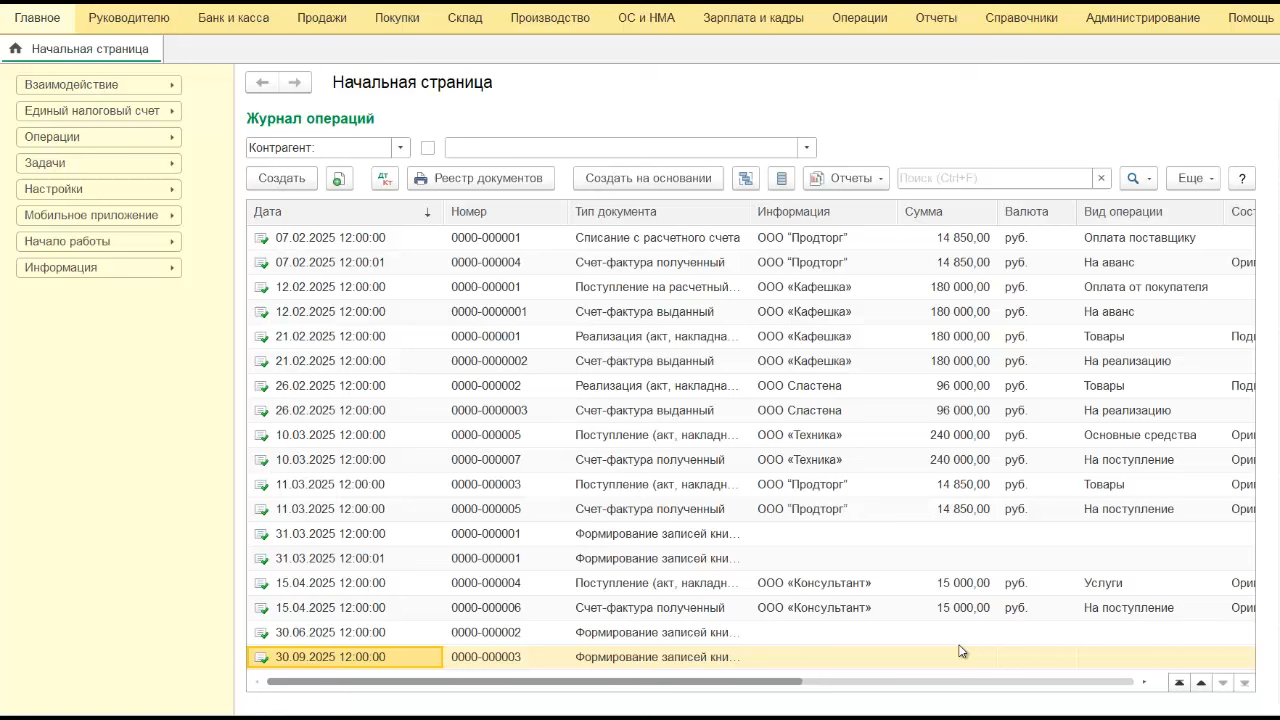 Главное Руководителю Банк и касса Продажи Покупки Склад Производство ОС и НМА Зарплата и кадры Операции Отчеты Справочники Администрирование Помощь
Начальная страница
Взаимодействие
Единый налоговый счет
Операции
Задачи
Настройки
Мобильное приложение
Начало работы
Информация
Начальная страница
Журнал операций
Контрагент:
Создать Дт Кт Реестр документов Создать на основании Отчеты Поиск (Ctrl+F) × Еще ?
Дата ↓ Номер Тип документа Информация Сумма Валюта Вид операции Сост
07.02.2025 12:00:00 0000-000001 Списание с расчетного счета ООО "Продторг" 14 850,00 руб. Оплата поставщику
07.02.2025 12:00:01 0000-000004 Счет-фактура полученный ООО "Продторг" 14 850,00 руб. На аванс Ори
12.02.2025 12:00:00 0000-000001 Поступление на расчетный... ООО «Кафешка» 180 000,00 руб. Оплата от покупателя
12.02.2025 12:00:00 0000-0000001 Счет-фактура выданный ООО «Кафешка» 180 000,00 руб. На аванс
21.02.2025 12:00:00 0000-000001 Реализация (акт, накладна... ООО «Кафешка» 180 000,00 руб. Товары Под
21.02.2025 12:00:00 0000-0000002 Счет-фактура выданный ООО «Кафешка» 180 000,00 руб. На реализацию
26.02.2025 12:00:00 0000-000002 Реализация (акт, накладна... ООО Сластена 96 000,00 руб. Товары Под
26.02.2025 12:00:00 0000-0000003 Счет-фактура выданный ООО Сластена 96 000,00 руб. На реализацию
10.03.2025 12:00:00 0000-000005 Поступление (акт, накладн... ООО «Техника» 240 000,00 руб. Основные средства Ори
10.03.2025 12:00:00 0000-000007 Счет-фактура полученный ООО «Техника» 240 000,00 руб. На поступление Ори
11.03.2025 12:00:00 0000-000003 Поступление (акт, накладн... ООО "Продторг" 14 850,00 руб. Товары Ори
11.03.2025 12:00:00 0000-000005 Счет-фактура полученный ООО "Продторг" 14 850,00 руб. На поступление Ори
31.03.2025 12:00:00 0000-000001 Формирование записей кни...
31.03.2025 12:00:01 0000-000001 Формирование записей кни...
15.04.2025 12:00:00 0000-000004 Поступление (акт, накладн... ООО «Консультант» 15 000,00 руб. Услуги Ори
15.04.2025 12:00:00 0000-000006 Счет-фактура полученный ООО «Консультант» 15 000,00 руб. На поступление Ори
30.06.2025 12:00:00 0000-000002 Формирование записей кни...
30.09.2025 12:00:00 0000-000003 Формирование записей кни...